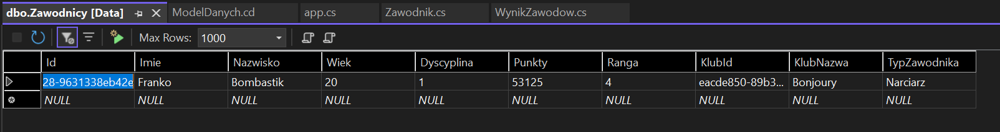 dbo.Zawodnicy [Data] ModelDanych.cd app.cs Zawodnik.cs WynikZawodow.cs
Max Rows: 1000
Id Imie Nazwisko Wiek Dyscyplina Punkty Ranga KlubId KlubNazwa TypZawodnika
28-9631338eb42e Franko Bombastik 20 1 53125 4 eacde850-89b3... Bonjoury Narciarz
NULL NULL NULL NULL NULL NULL NULL NULL NULL NULL